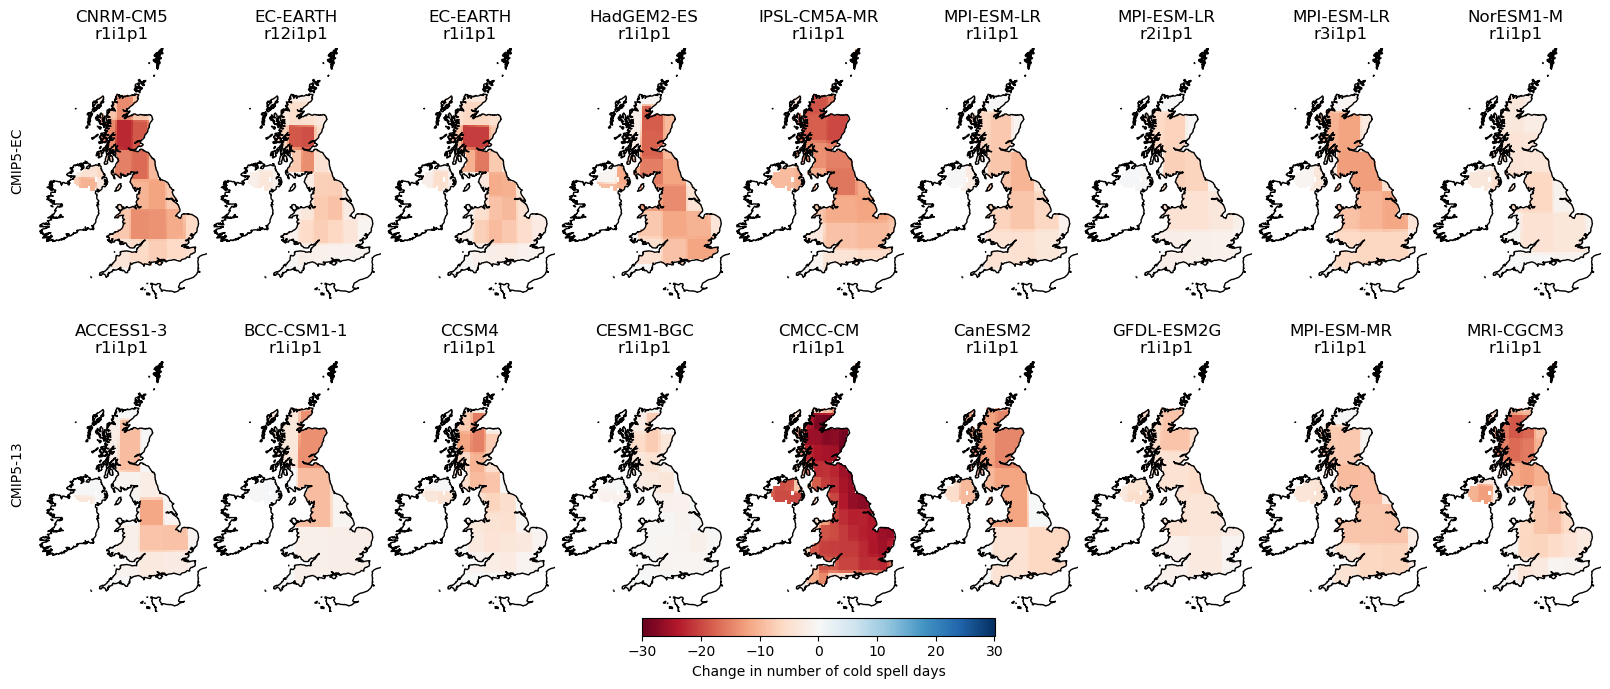 CNRM-CM5
r1i1p1
EC-EARTH
r12i1p1
EC-EARTH
r1i1p1
HadGEM2-ES
r1i1p1
IPSL-CM5A-MR
r1i1p1
MPI-ESM-LR
r1i1p1
MPI-ESM-LR
r2i1p1
MPI-ESM-LR
r3i1p1
NorESM1-M
r1i1p1
CMIP5-EC
ACCESS1-3
r1i1p1
BCC-CSM1-1
r1i1p1
CCSM4
r1i1p1
CESM1-BGC
r1i1p1
CMCC-CM
r1i1p1
CanESM2
r1i1p1
GFDL-ESM2G
r1i1p1
MPI-ESM-MR
r1i1p1
MRI-CGCM3
r1i1p1
CMIP5-13
−30 −20 −10 0 10 20 30
Change in number of cold spell days